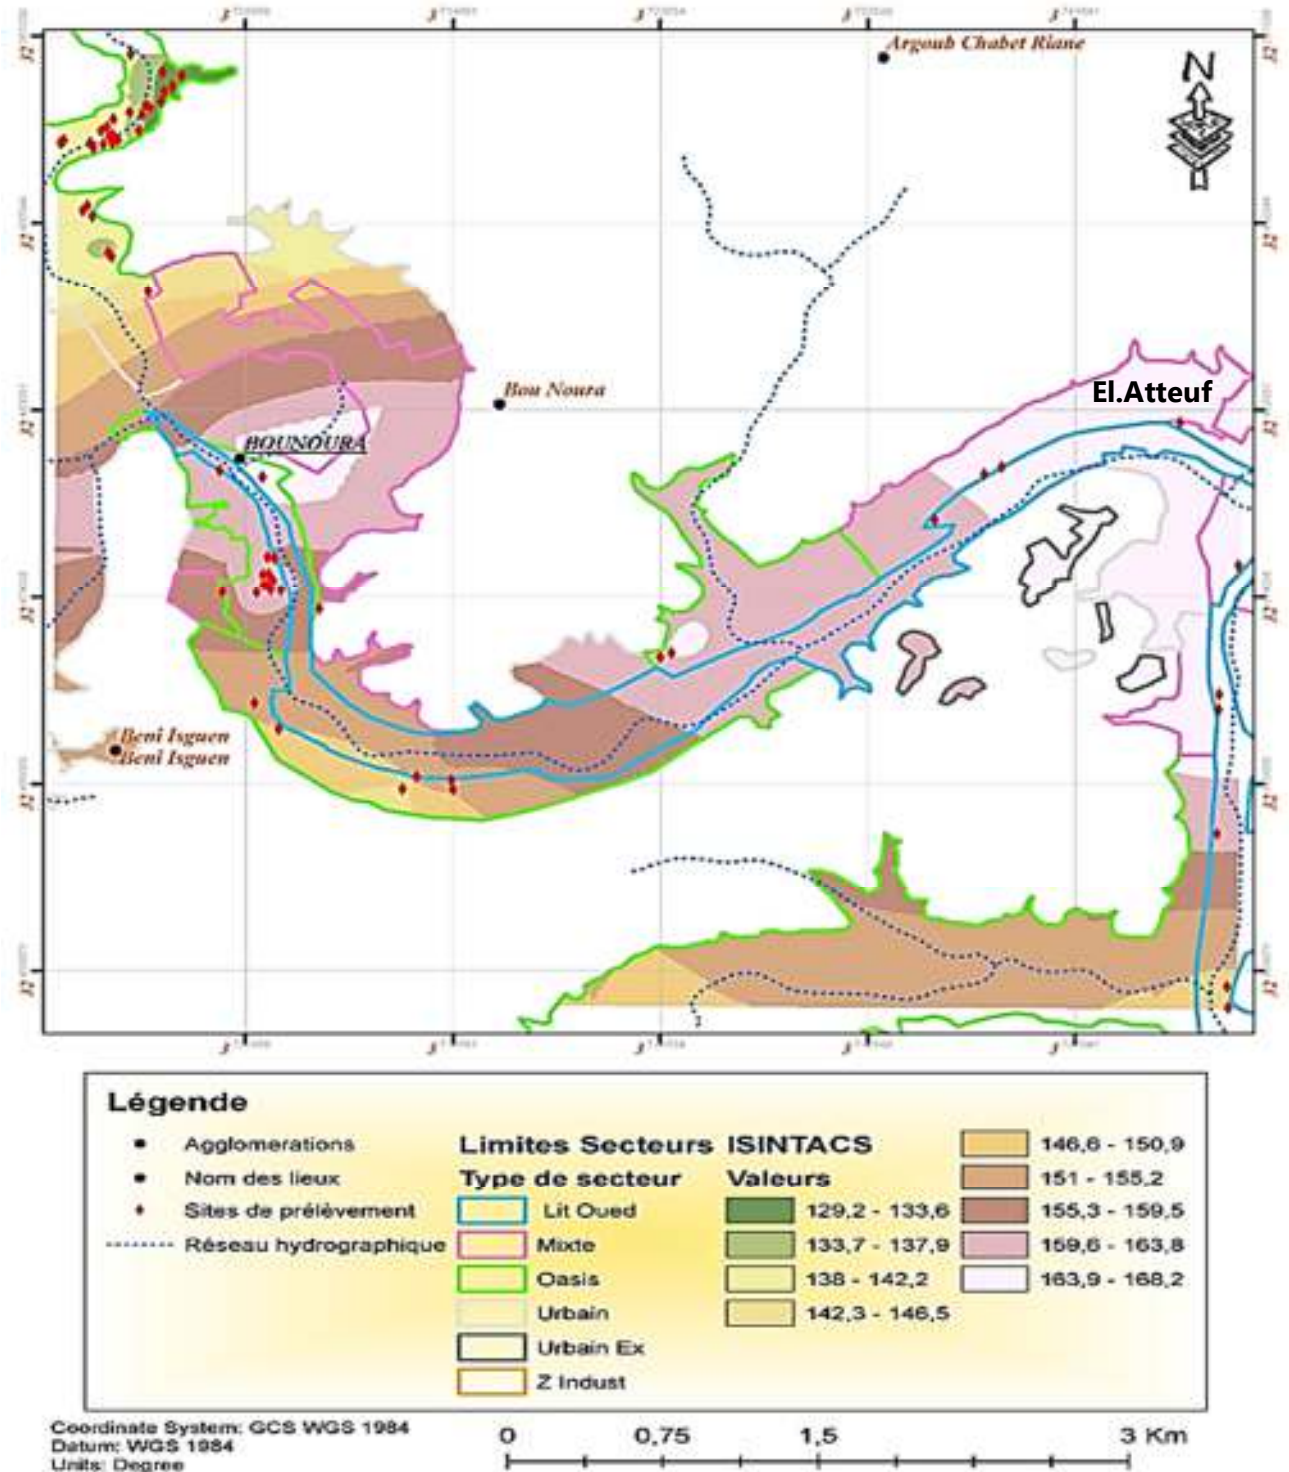 Argoub Chabet Riane
N
Bou Noura
El.Atteuf
BOUNOURA
Beni Isguen
Beni Isguen
Légende
Agglomerations
Nom des lieux
Sites de prélèvement
Réseau hydrographique
Limites Secteurs
Type de secteur
Lit Oued
Mixte
Oasis
Urbain
Urbain Ex
Z Indust
ISINTACS
Valeurs
129,2 - 133,6
133,7 - 137,9
138 - 142,2
142,3 - 146,5
146,6 - 150,9
151 - 155,2
155,3 - 159,5
159,6 - 163,8
163,9 - 168,2
Coordinate System: GCS WGS 1984
Datum: WGS 1984
Units: Degree
0 0,75 1,5 3 Km